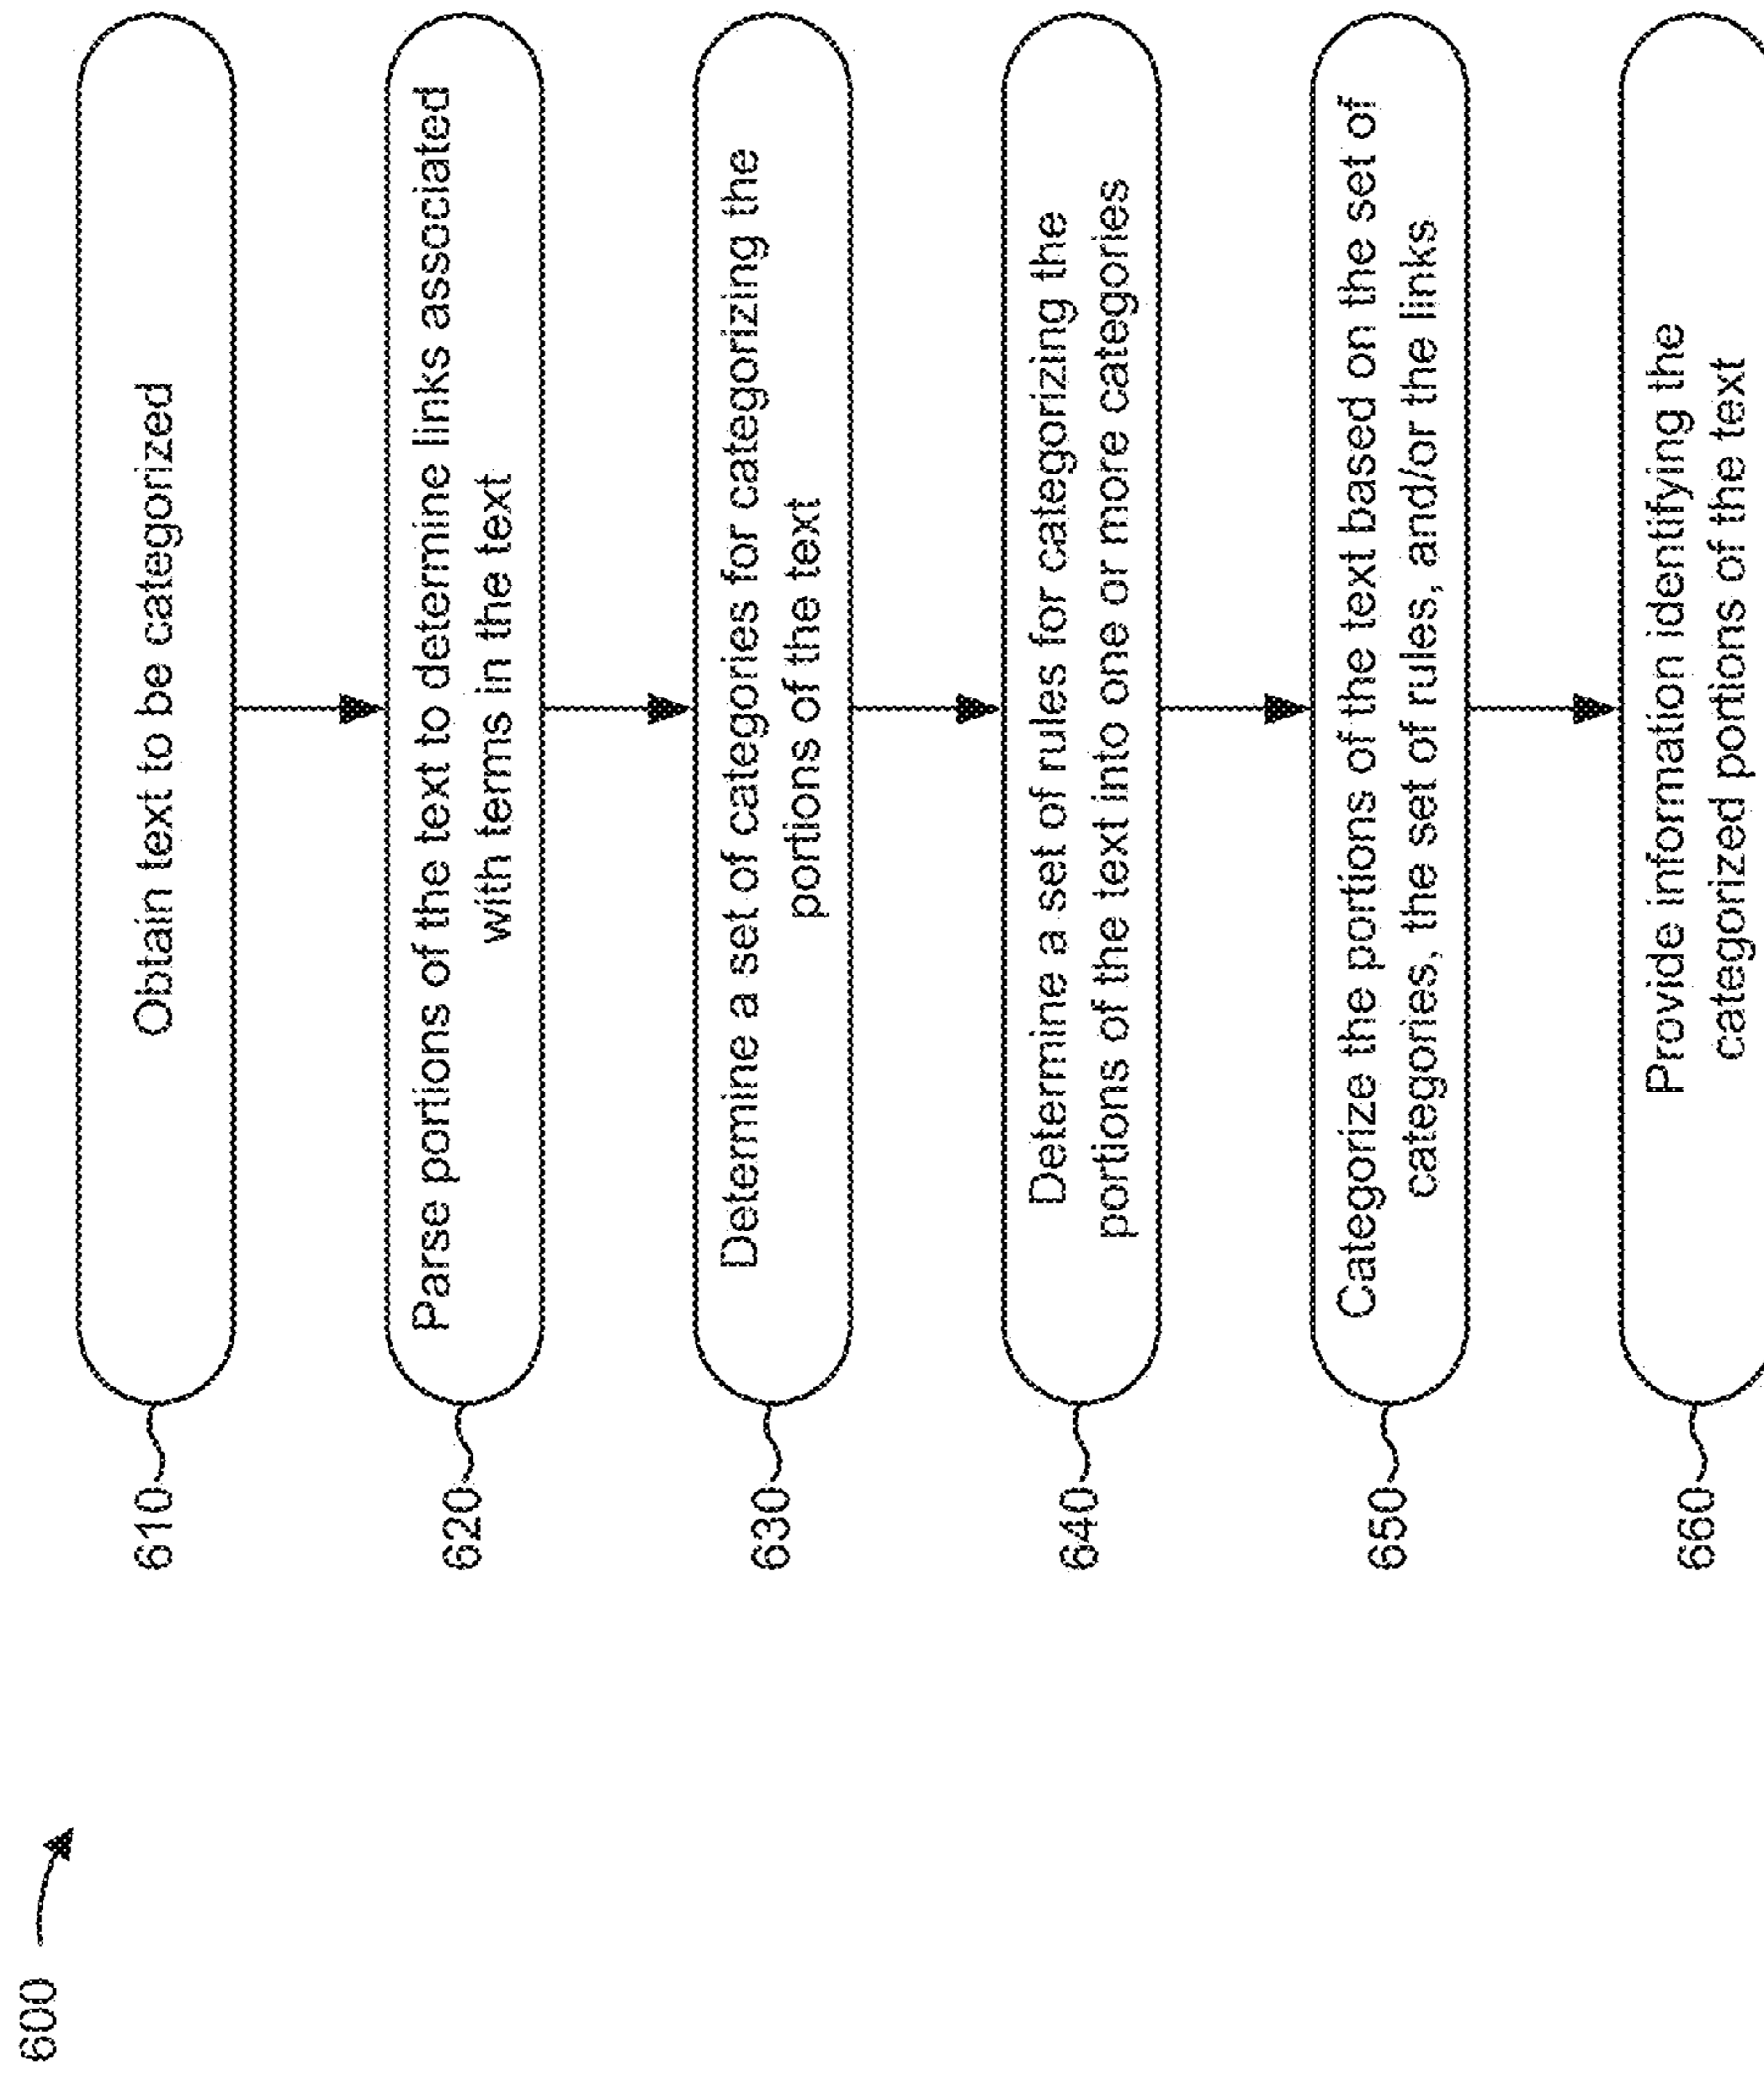 600
610
Obtain text to be categorized
620
Parse portions of the text to determine links associated
with terms in the text
630
Determine a set of categories for categorizing the
portions of the text
640
Determine a set of rules for categorizing the
portions of the text into one or more categories
650
Categorize the portions of the text based on the set of
categories, the set of rules, and/or the links
660
Provide information identifying the
categorized portions of the text